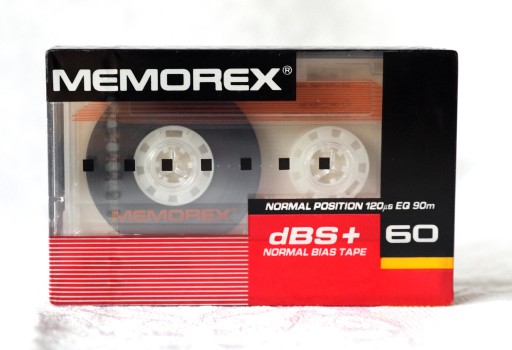 MEMOREX®
MEMOREX
NORMAL POSITION 120μs EQ 90m
dBS+ 60
NORMAL BIAS TAPE